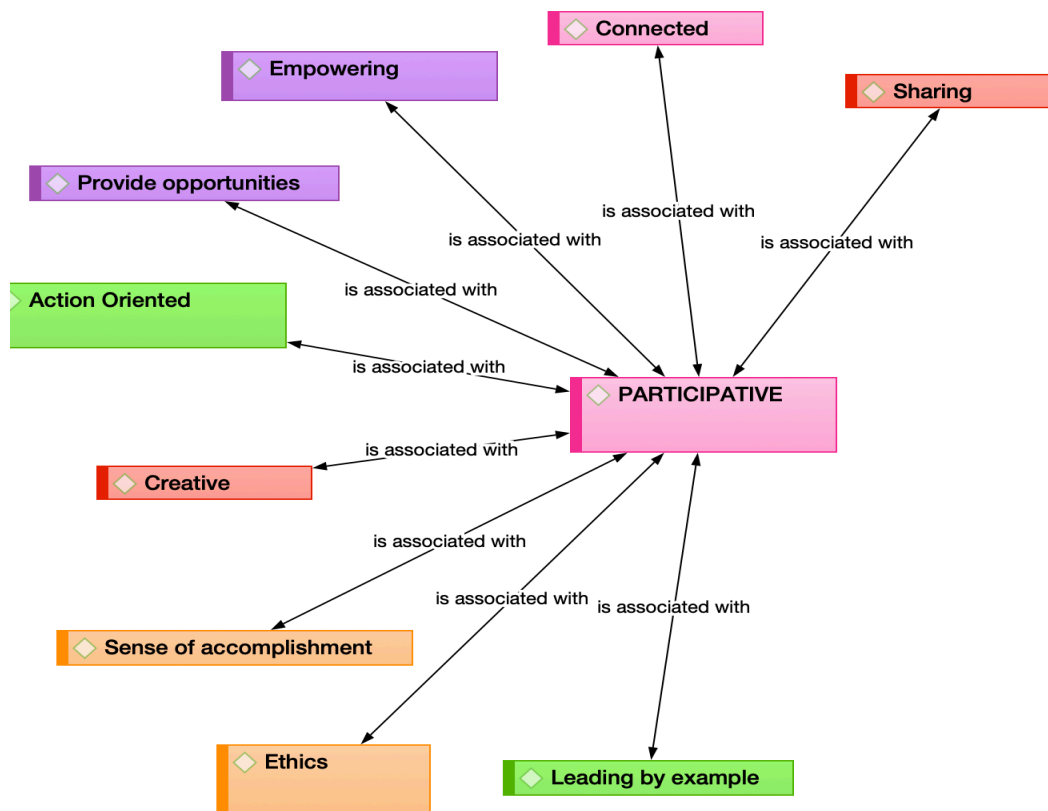 Connected
Empowering
Sharing
Provide opportunities
is associated with
is associated with
is associated with
is associated with
Action Oriented
is associated with
PARTICIPATIVE
is associated with
Creative
is associated with
is associated with
is associated with
Sense of accomplishment
Ethics
Leading by example